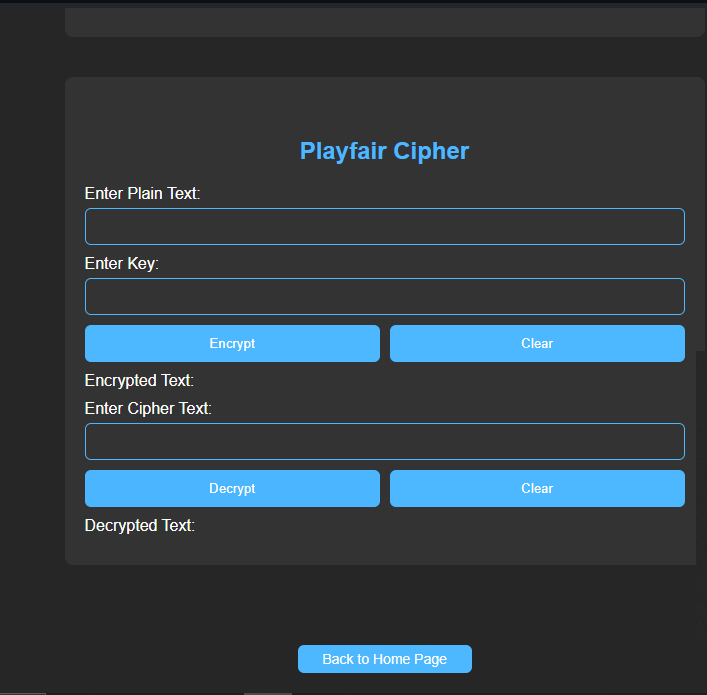 Playfair Cipher
Enter Plain Text:
Enter Key:
Encrypt Clear
Encrypted Text:
Enter Cipher Text:
Decrypt Clear
Decrypted Text:
Back to Home Page